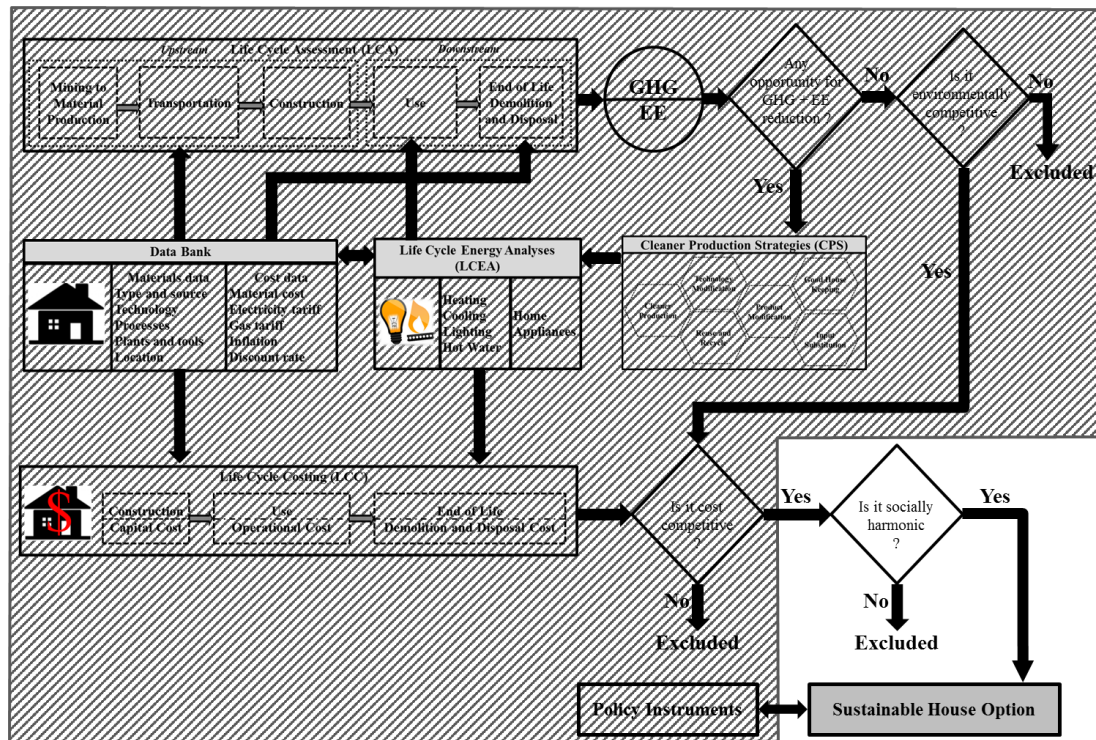 Upstream
Life Cycle Assessment (LCA)
Downstream
Mining to
Material
Production
Transportation
Construction
Use
End of Life
Demolition
and Disposal
GHG
EE
Any
opportunity for
GHG + EE
reduction ?
No
Is it
environmentally
competitive
?
No
Excluded
Yes
Yes
Data Bank
Materials data
Type and source
Technology
Processes
Plants and tools
Location
Cost data
Material cost
Electricity tariff
Gas tariff
Inflation
Discount rate
Life Cycle Energy Analyses
(LCEA)
Heating
Cooling
Lighting
Hot Water
Home
Appliances
Cleaner Production Strategies (CPS)
Cleaner
Production
Technology
Modification
Reuse and
Recycle
Product
Modification
Good House
Keeping
Input
Substitution
Life Cycle Costing (LCC)
$
Construction
Capital Cost
Use
Operational Cost
End of Life
Demolition and Disposal Cost
Is it cost
competitive
?
Yes
No
Excluded
Is it socially
harmonic
?
Yes
No
Excluded
Policy Instruments
Sustainable House Option